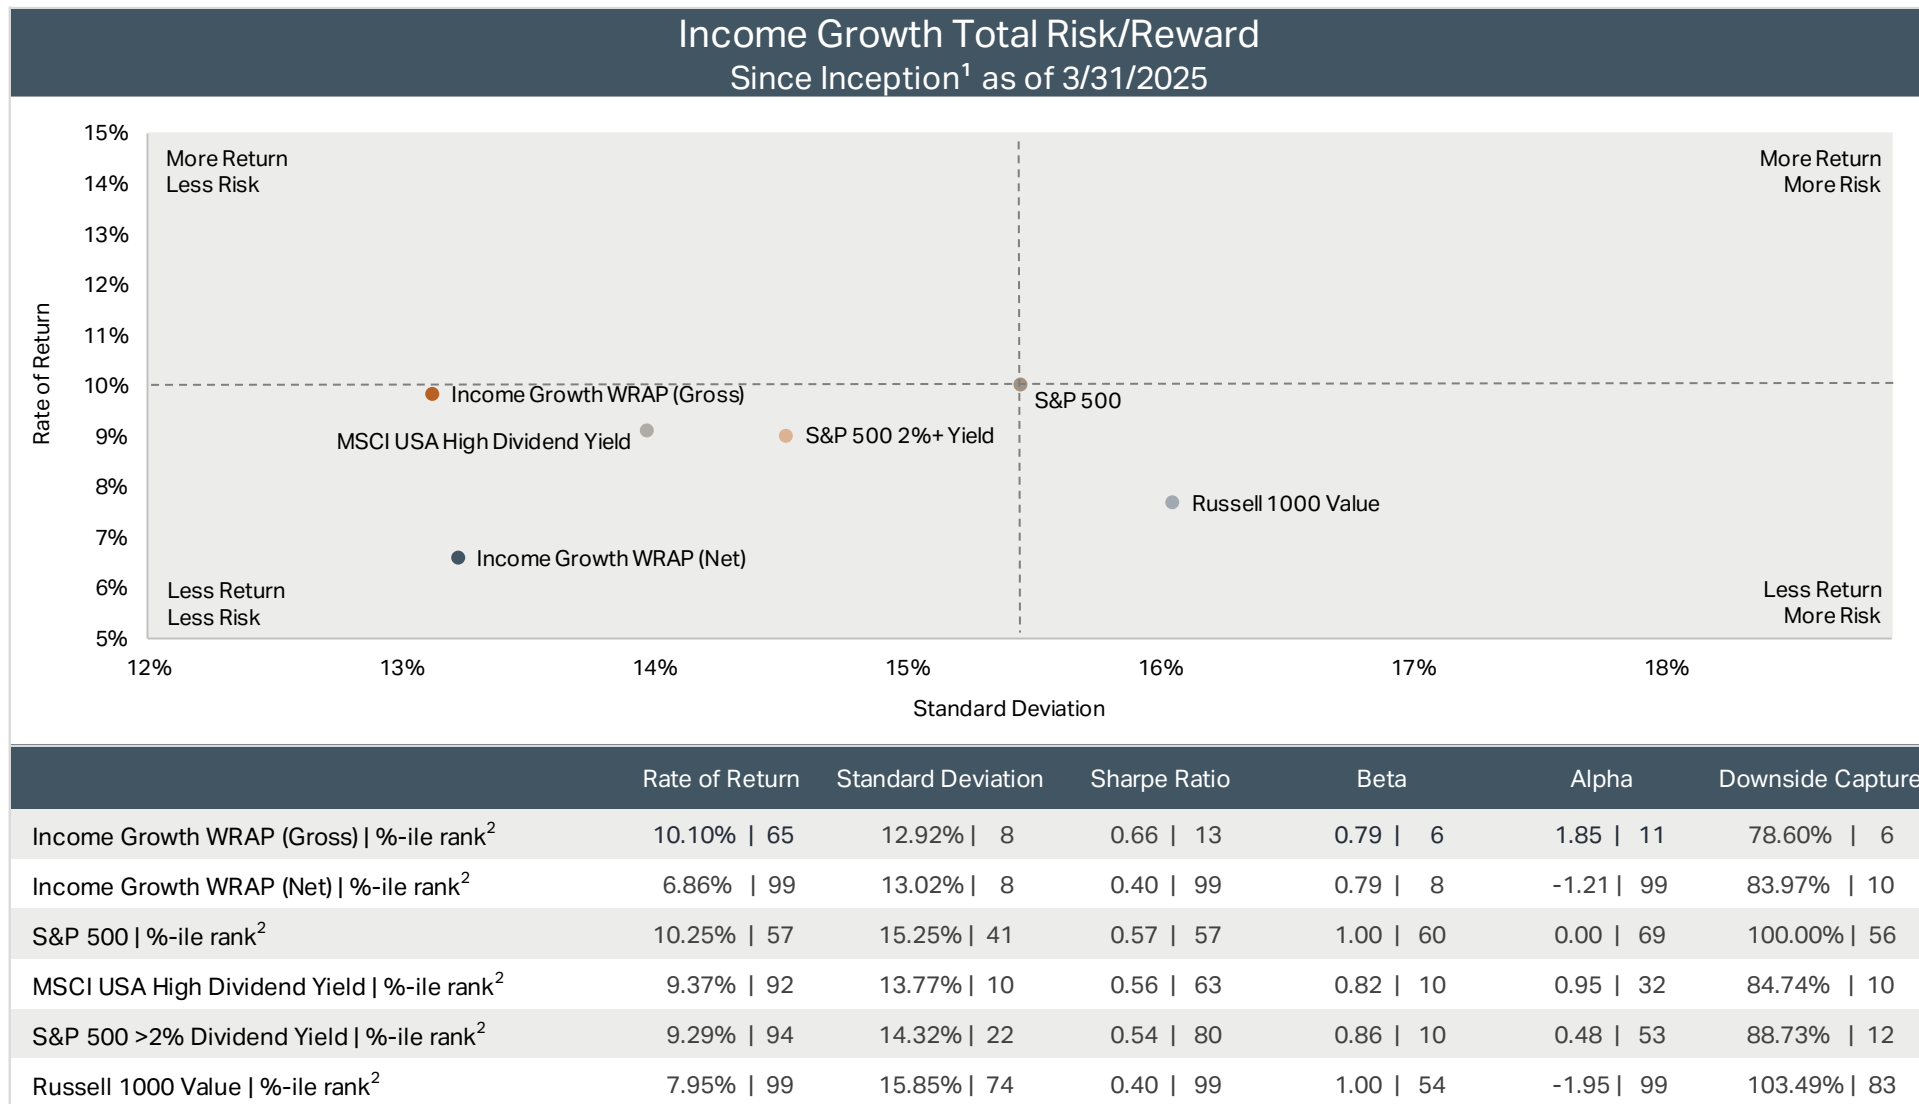 Income Growth Total Risk/Reward
Since Inception¹ as of 3/31/2025
15%
14%
13%
12%
11%
10%
9%
8%
7%
6%
5%
Rate of Return
More Return
Less Risk
More Return
More Risk
Income Growth WRAP (Gross)
S&P 500
MSCI USA High Dividend Yield
S&P 500 2%+ Yield
Russell 1000 Value
Income Growth WRAP (Net)
Less Return
Less Risk
Less Return
More Risk
12% 13% 14% 15% 16% 17% 18%
Standard Deviation
Rate of Return Standard Deviation Sharpe Ratio Beta Alpha Downside Capture
Income Growth WRAP (Gross) | %-ile rank² 10.10% | 65 12.92% | 8 0.66 | 13 0.79 | 6 1.85 | 11 78.60% | 6
Income Growth WRAP (Net) | %-ile rank² 6.86% | 99 13.02% | 8 0.40 | 99 0.79 | 8 -1.21 | 99 83.97% | 10
S&P 500 | %-ile rank² 10.25% | 57 15.25% | 41 0.57 | 57 1.00 | 60 0.00 | 69 100.00% | 56
MSCI USA High Dividend Yield | %-ile rank² 9.37% | 92 13.77% | 10 0.56 | 63 0.82 | 10 0.95 | 32 84.74% | 10
S&P 500 >2% Dividend Yield | %-ile rank² 9.29% | 94 14.32% | 22 0.54 | 80 0.86 | 10 0.48 | 53 88.73% | 12
Russell 1000 Value | %-ile rank² 7.95% | 99 15.85% | 74 0.40 | 99 1.00 | 54 -1.95 | 99 103.49% | 83